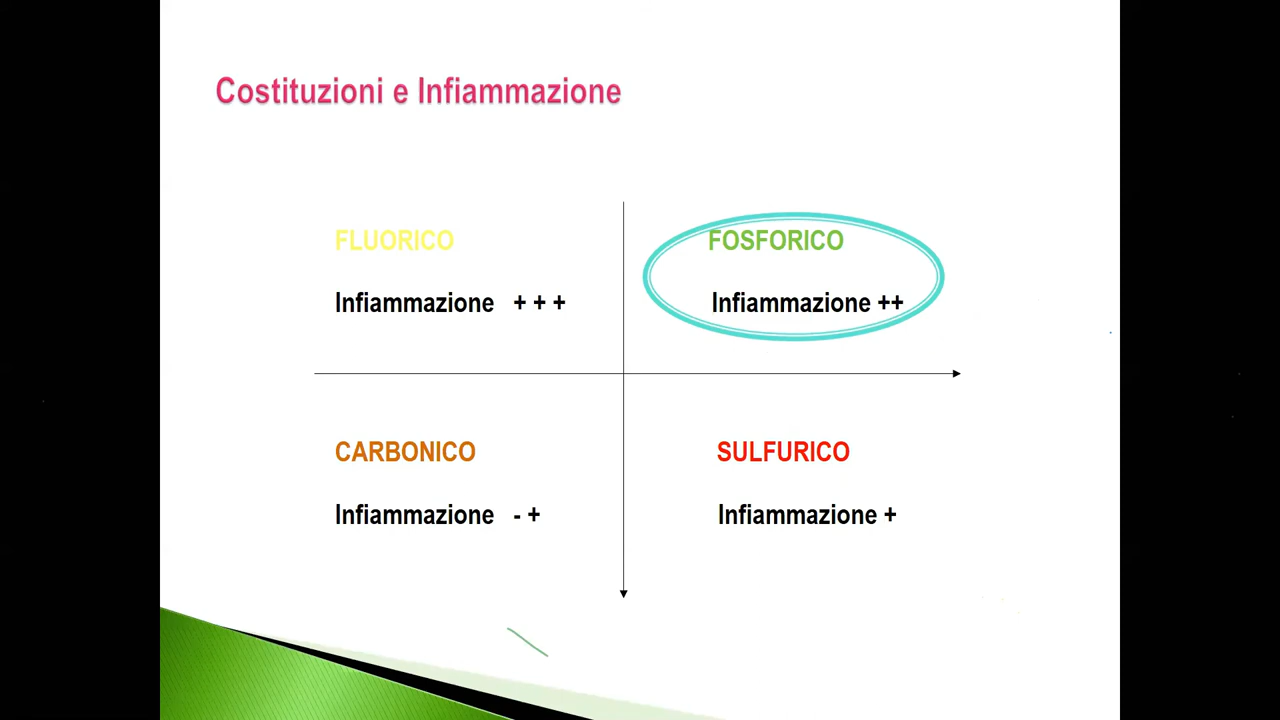 Costituzioni e Infiammazione
FLUORICO
Infiammazione + + +
FOSFORICO
Infiammazione ++
CARBONICO
Infiammazione - +
SULFURICO
Infiammazione +